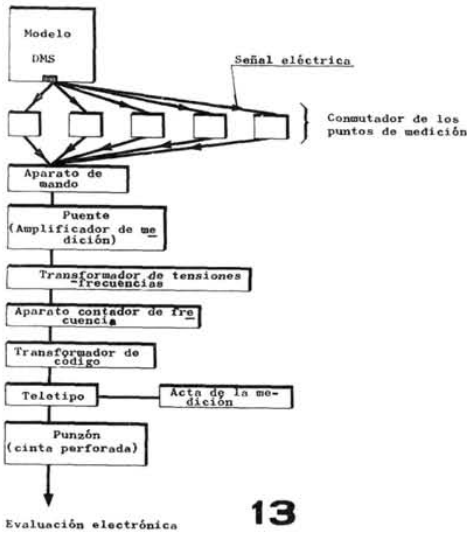 Modelo
DMS
Señal eléctrica
Conmutador de los
puntos de medición
Aparato de
mando
Puente
(Amplificador de me
dición)
Transformador de tensiones
-frecuencias
Aparato contador de fre
cuencia
Transformador de
código
Teletipo
Acta de la me-
dición
Punzón
(cinta perforada)
Evaluación electrónica
13